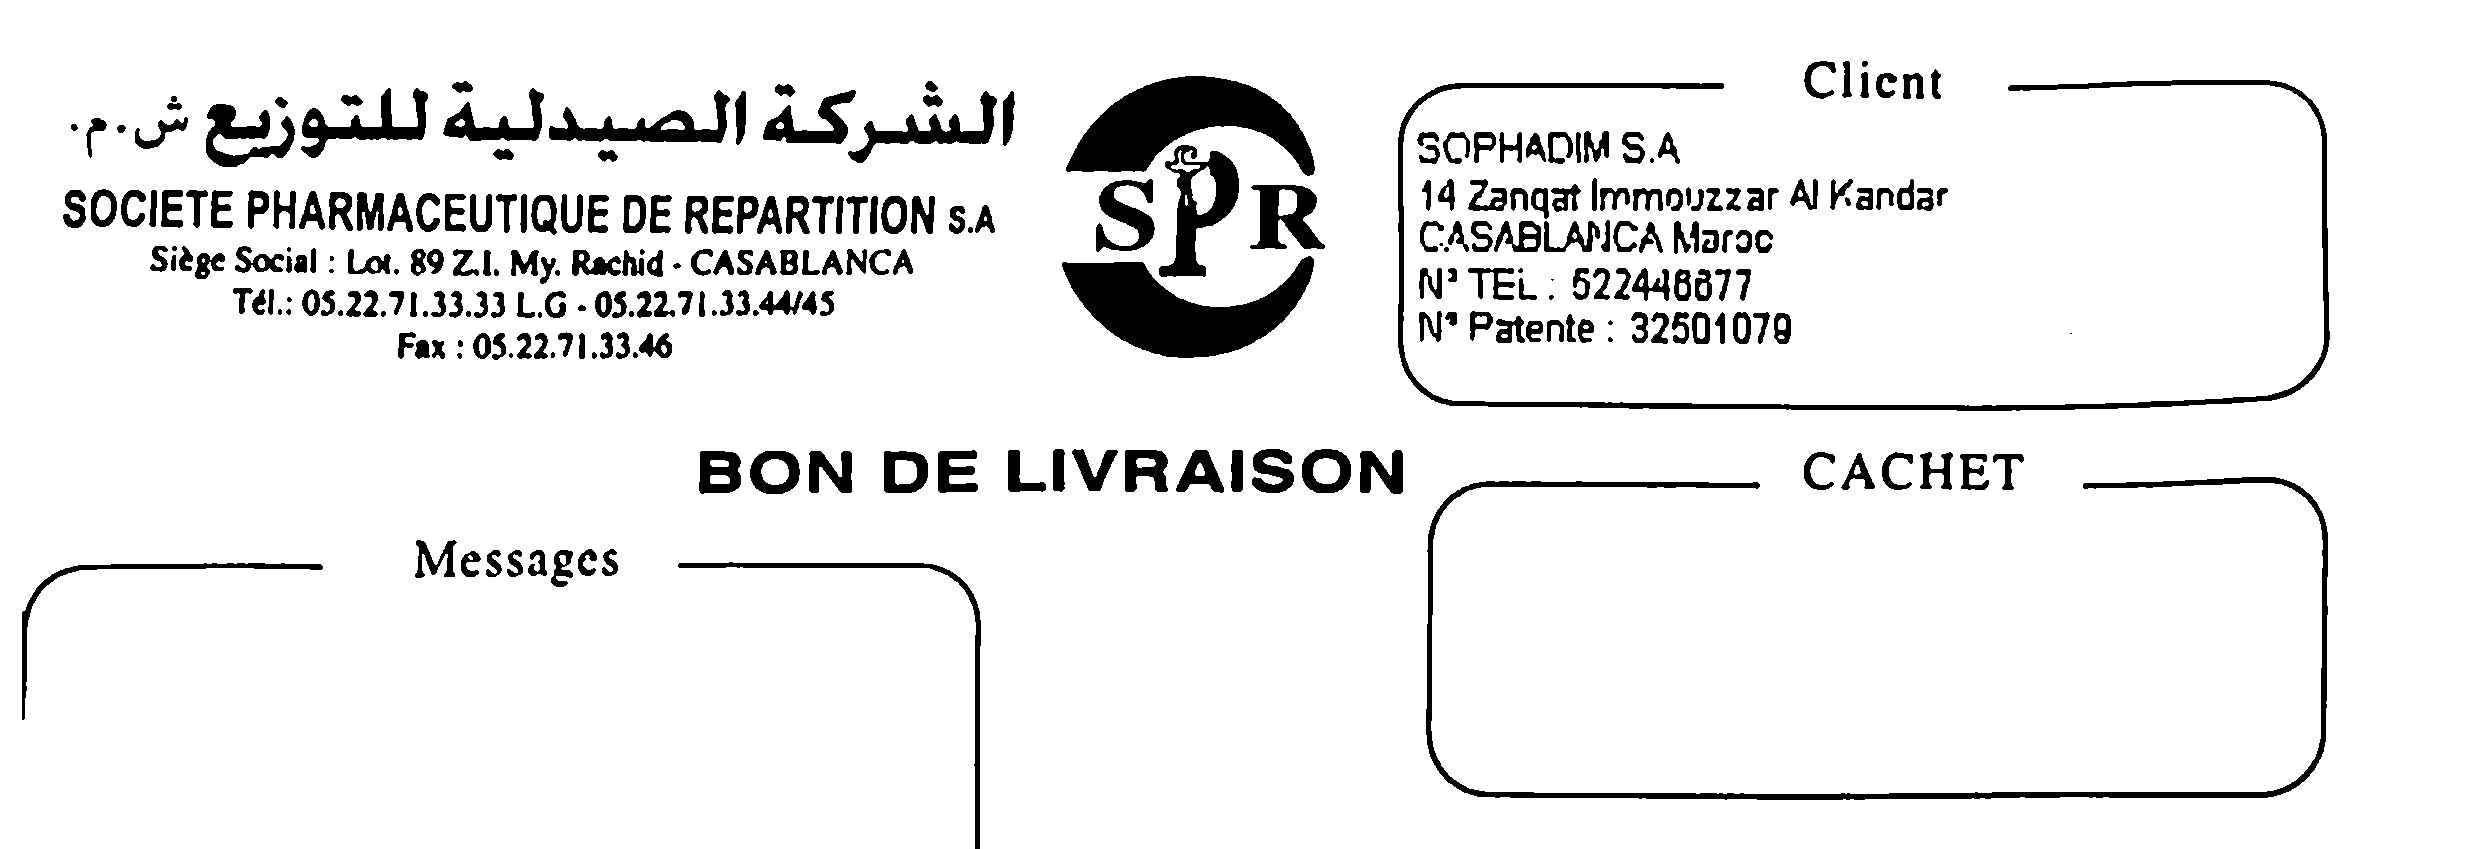 الشركة الصيدلية للتوزيع ش.م.
SOCIETE PHARMACEUTIQUE DE REPARTITION S.A
Siège Social : Lot. 89 Z.I. My. Rachid - CASABLANCA
Tél.: 05.22.71.33.33 L.G - 05.22.71.33.44/45
Fax : 05.22.71.33.46
SPR
Client
SOPHADIM S.A
14 Zanqat Immouzzar Al Kandar
CASABLANCA Maroc
N° TEL :
N° Patente : 32501079
BON DE LIVRAISON
CACHET
Messages